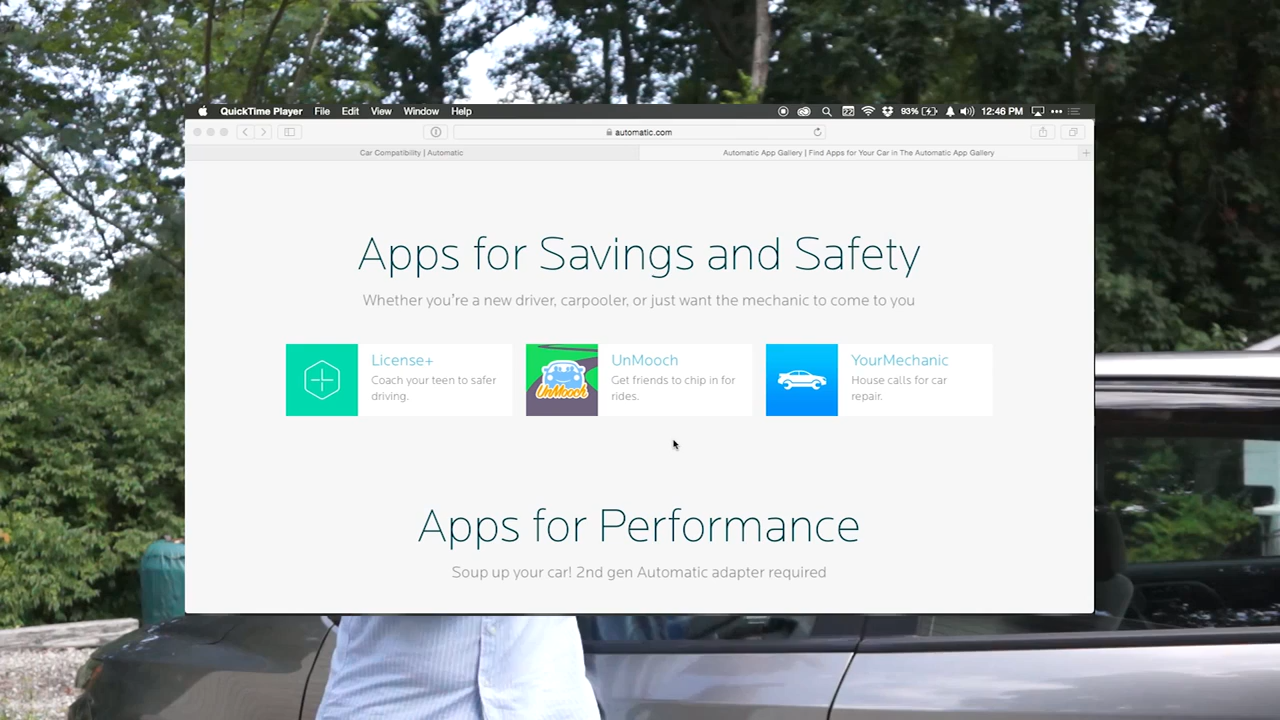 QuickTime Player File Edit View Window Help 22 93% 12:46 PM
automatic.com
Car Compatibility | Automatic
Automatic App Gallery | Find Apps for Your Car in The Automatic App Gallery
Apps for Savings and Safety
Whether you're a new driver, carpooler, or just want the mechanic to come to you
License+
Coach your teen to safer
driving.
UnMooch
UnMooch
Get friends to chip in for
rides.
YourMechanic
House calls for car
repair.
Apps for Performance
Soup up your car! 2nd gen Automatic adapter required